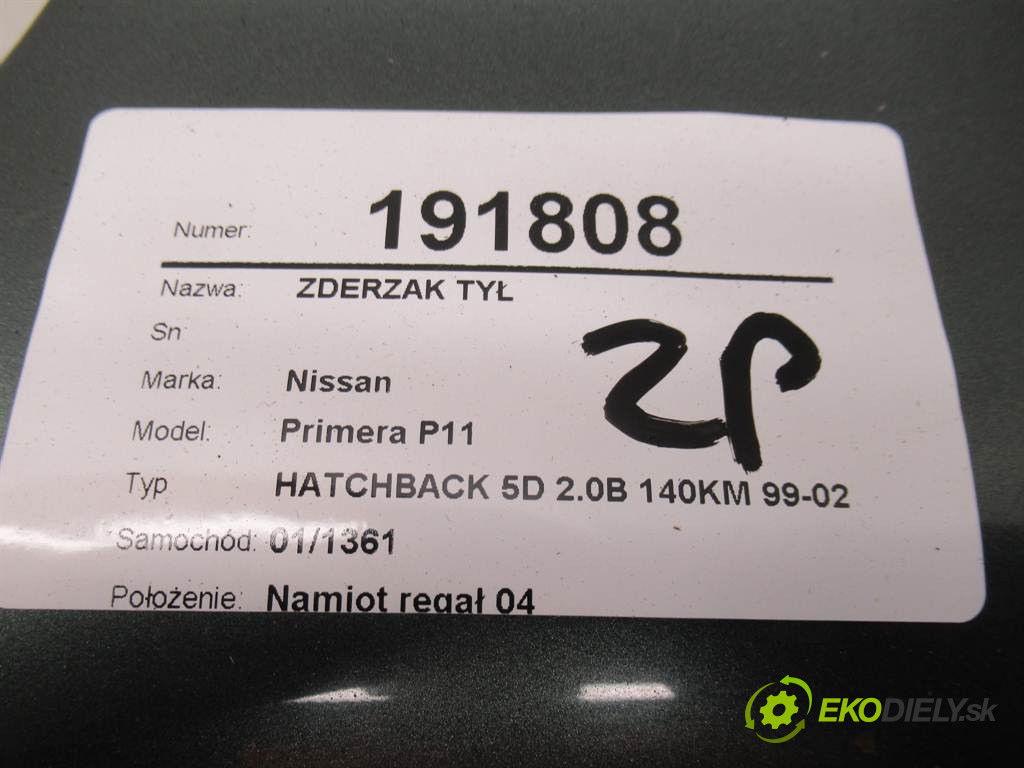 Numer: 191808
Nazwa: ZDERZAK TYŁ
Sn
ZP
Marka: Nissan
Model: Primera P11
Typ HATCHBACK 5D 2.0B 140KM 99-02
Samochód: 01/1361
Położenie: Namiot regał 04
EKODIELY.sk